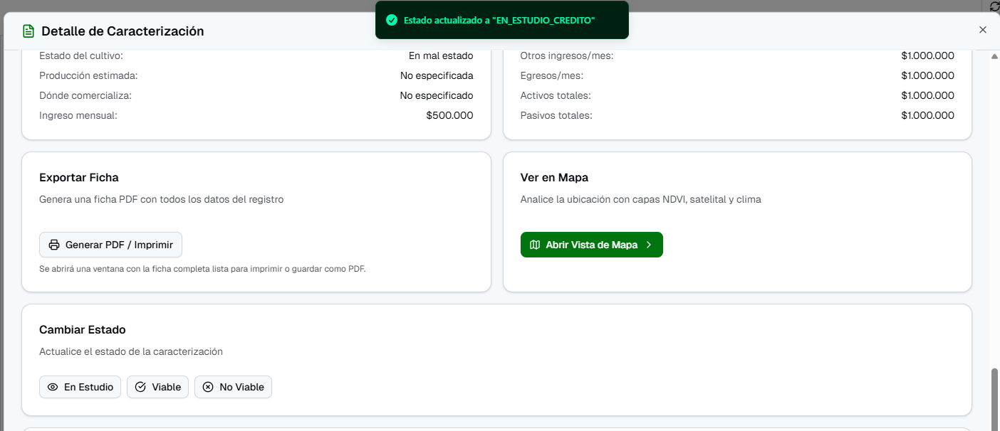 Estado actualizado a "EN_ESTUDIO_CREDITO"
Detalle de Caracterización
Estado del cultivo: En mal estado
Producción estimada: No especificada
Dónde comercializa: No especificado
Ingreso mensual: $500.000
Otros ingresos/mes: $1.000.000
Egresos/mes: $1.000.000
Activos totales: $1.000.000
Pasivos totales: $1.000.000
Exportar Ficha
Genera una ficha PDF con todos los datos del registro
Generar PDF / Imprimir
Se abrirá una ventana con la ficha completa lista para imprimir o guardar como PDF.
Ver en Mapa
Analice la ubicación con capas NDVI, satelital y clima
Abrir Vista de Mapa
Cambiar Estado
Actualice el estado de la caracterización
En Estudio
Viable
No Viable